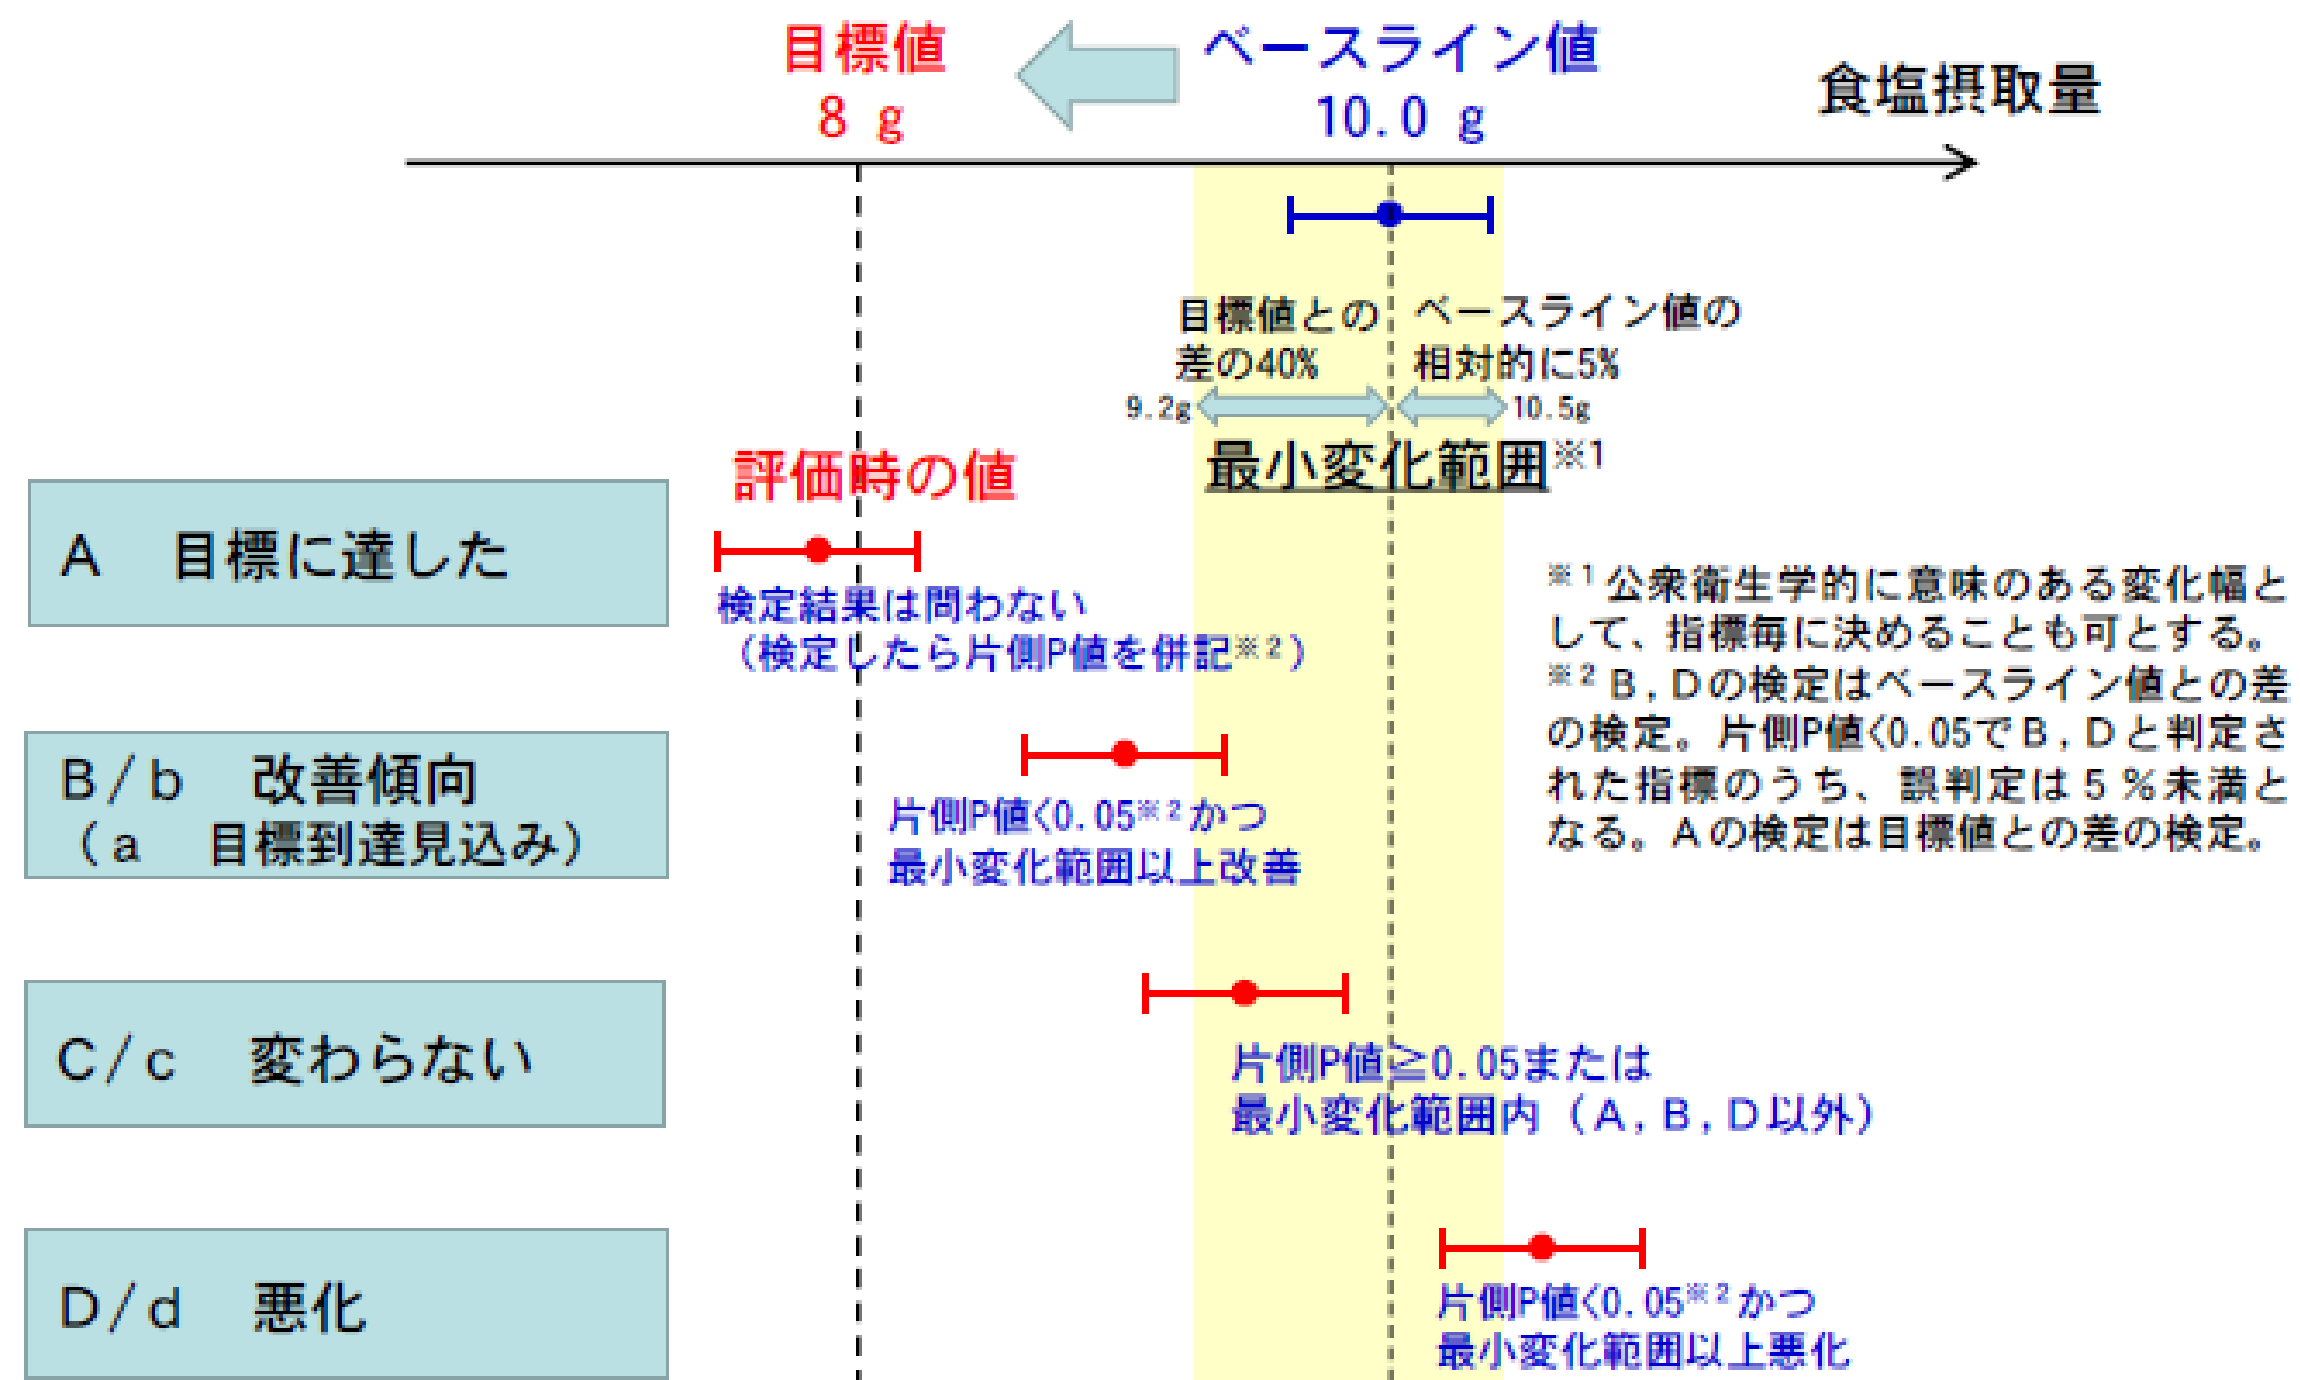 目標値
8 g
ベースライン値
10.0 g
食塩摂取量
目標値との
差の40%
ベースライン値の
相対的に5%
9.2g
10.5g
最小変化範囲※1
評価時の値
A 目標に達した
検定結果は問わない
（検定したら片側P値を併記※2）
B/b 改善傾向
（a 目標到達見込み）
片側P値<0.05※2かつ
最小変化範囲以上改善
C/c 変わらない
片側P値≧0.05または
最小変化範囲内（A,B,D以外）
D/d 悪化
片側P値<0.05※2かつ
最小変化範囲以上悪化
※1公衆衛生学的に意味のある変化幅と
して、指標毎に決めることも可とする。
※2B,Dの検定はベースライン値との差
の検定。片側P値<0.05でB,Dと判定さ
れた指標のうち、誤判定は5%未満と
なる。Aの検定は目標値との差の検定。